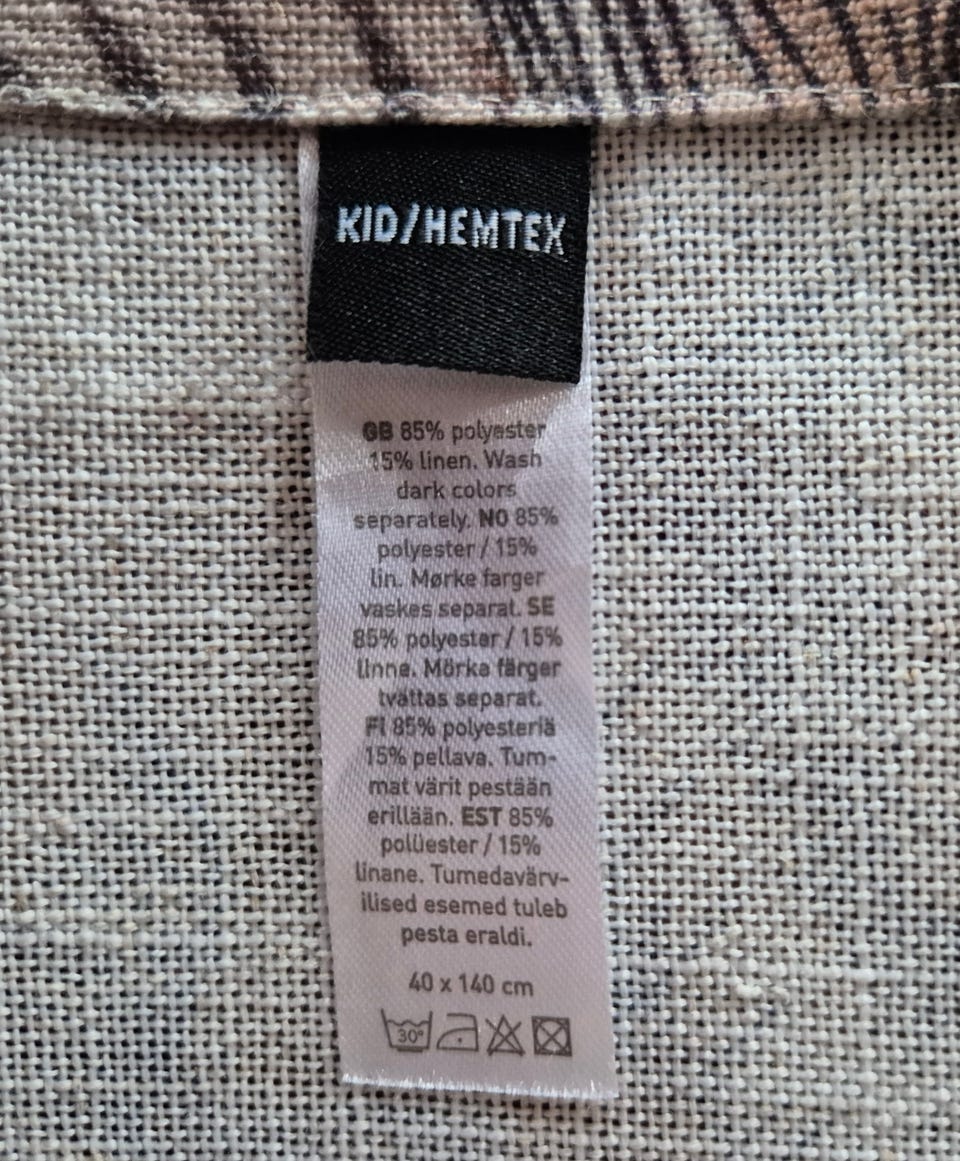 KID/HEMTEX
GB 85% polyester
15% linen. Wash
dark colors
separately. NO 85%
polyester / 15%
lin. Mørke farger
vaskes separat. SE
85% polyester / 15%
linne. Mörka färger
tvättas separat.
FI 85% polyesteriä
15% pellava. Tum-
mat värit pestään
erillään. EST 85%
polüester / 15%
linane. Tumedavärv-
ilised esemed tuleb
pesta eraldi.
40 x 140 cm
30°